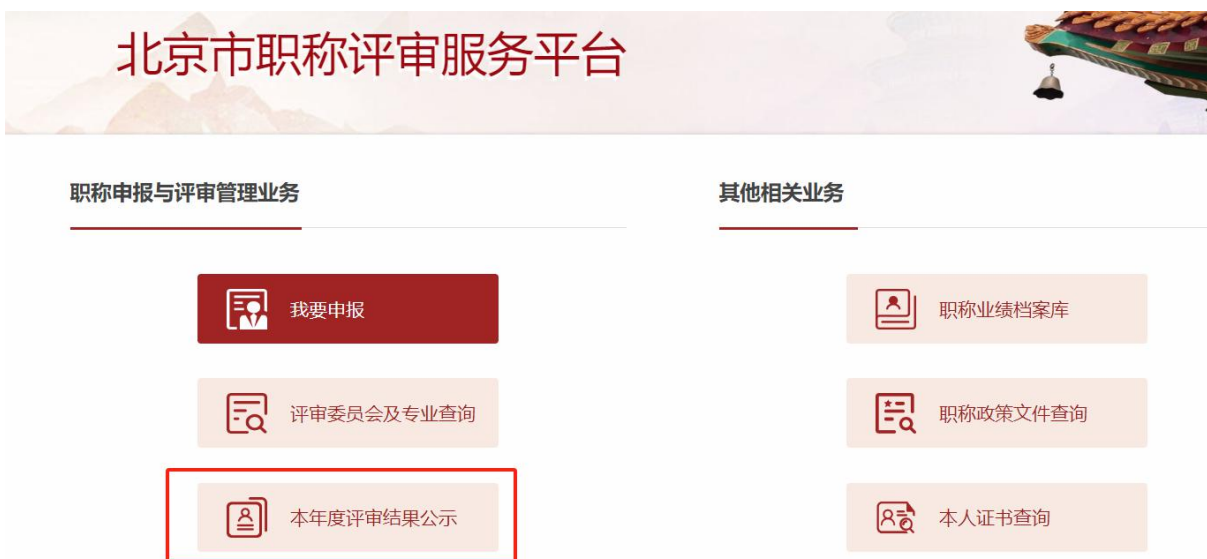 北京市职称评审服务平台
职称申报与评审管理业务
我要申报
评审委员会及专业查询
本年度评审结果公示
其他相关业务
职称业绩档案库
职称政策文件查询
本人证书查询